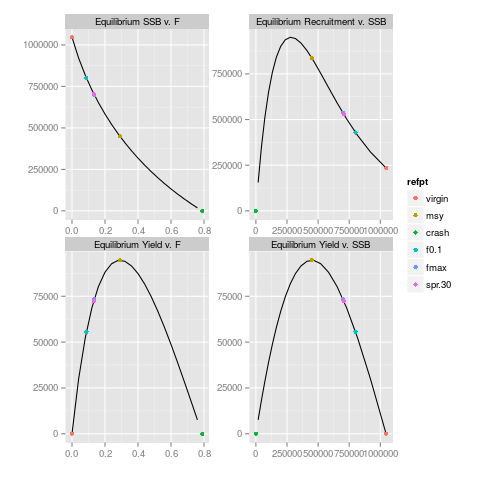 Equilibrium SSB v. F
Equilibrium Recruitment v. SSB
1000000
750000
500000
250000
0
0.0 0.2 0.4 0.6 0.8
750000
250000
0
0 250000 500000 750000 1000000
Equilibrium Yield v. F
Equilibrium Yield v. SSB
75000
50000
25000
0
0.0 0.2 0.4 0.6 0.8
75000
50000
25000
0
0 250000 500000 750000 1000000
refpt
virgin
msy
crash
f0.1
fmax
spr.30